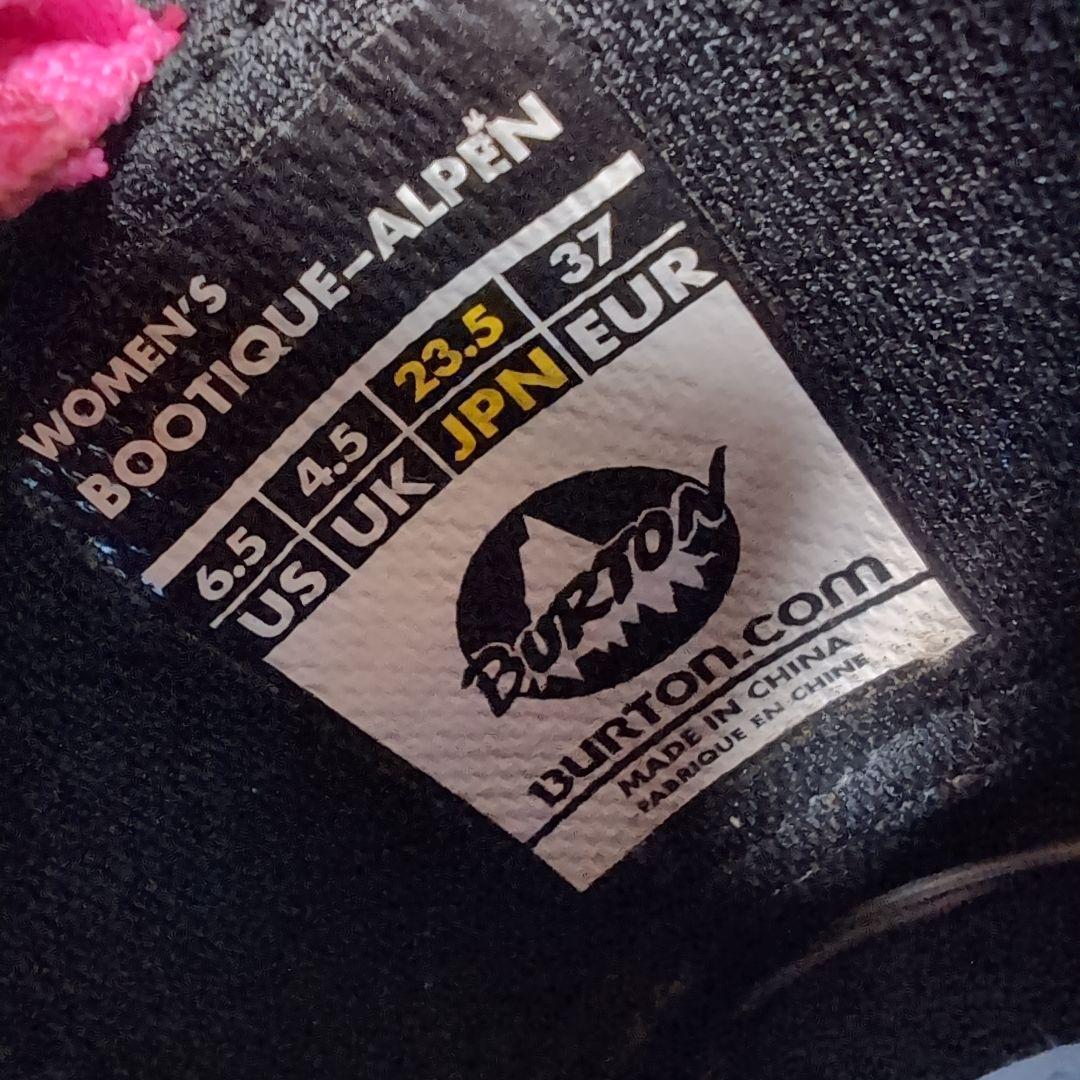 WOMEN'S
BOOTIQUE-ALPEN
6.5 4.5 23.5 37
US UK JPN EUR
BURTON
BURTON.COM
MADE IN CHINA
FABRIQUE EN CHINE